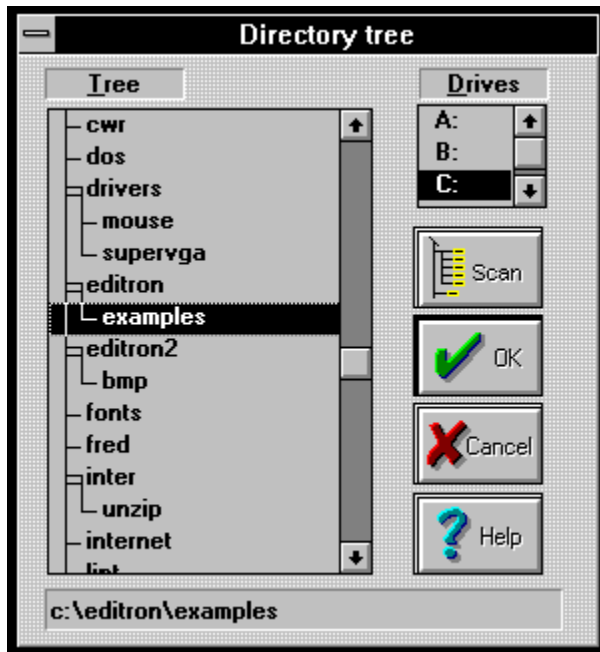 Directory tree
Tree
cwr
dos
drivers
mouse
supervga
editron
examples
editron2
bmp
fonts
fred
inter
unzip
internet
lint
Drives
A:
B:
C:
Scan
OK
Cancel
Help
c:\editron\examples